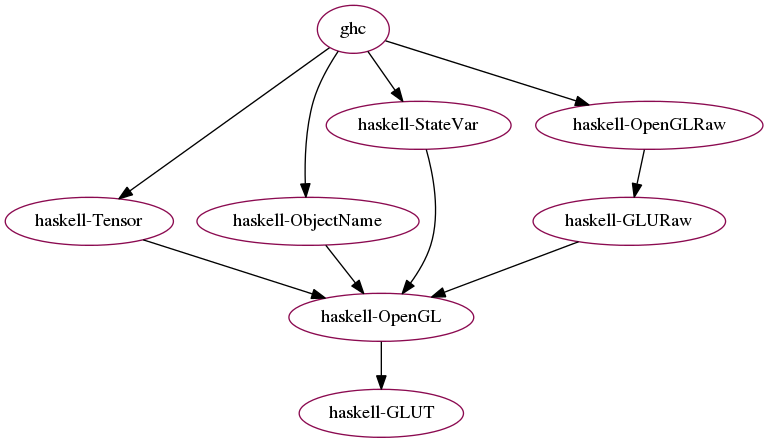 ghc
haskell-StateVar
haskell-OpenGLRaw
haskell-Tensor
haskell-ObjectName
haskell-GLURaw
haskell-OpenGL
haskell-GLUT